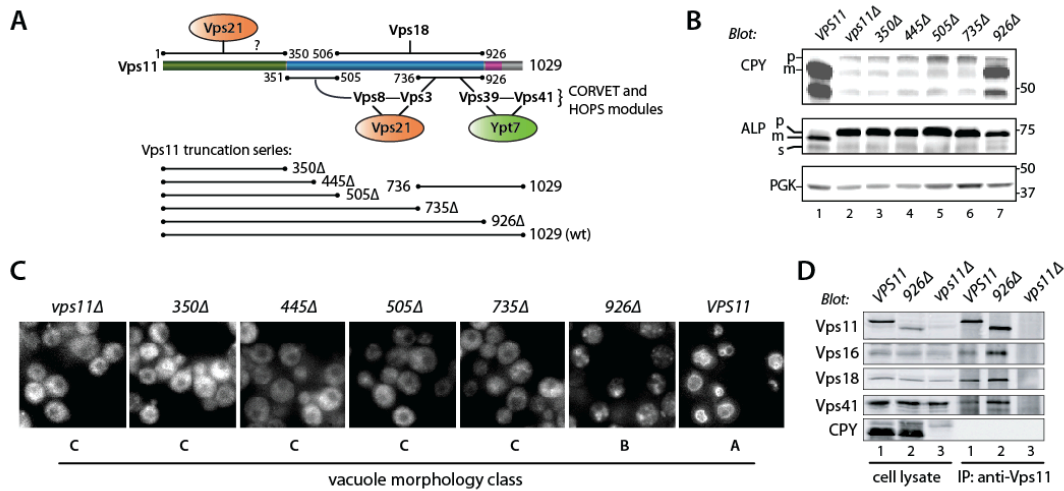 A
Vps21
?
1
350 506
Vps18
926
Vps11
1029
351
505
736
926
Vps8
Vps3
Vps39
Vps41
} CORVET and
HOPS modules
Vps21
Ypt7
Vps11 truncation series:
350Δ
445Δ
736
1029
505Δ
735Δ
926Δ
1029 (wt)
B
Blot: VPS11 vps11Δ 350Δ 445Δ 505Δ 735Δ 926Δ
CPY
p
m
50
ALP
p
m
s
75
PGK
50
37
1 2 3 4 5 6 7
C
vps11Δ 350Δ 445Δ 505Δ 735Δ 926Δ VPS11
C C C C C B A
vacuole morphology class
D
Blot: VPS11 926Δ vps11Δ VPS11 926Δ vps11Δ
Vps11
Vps16
Vps18
Vps41
CPY
1 2 3 1 2 3
cell lysate IP: anti-Vps11